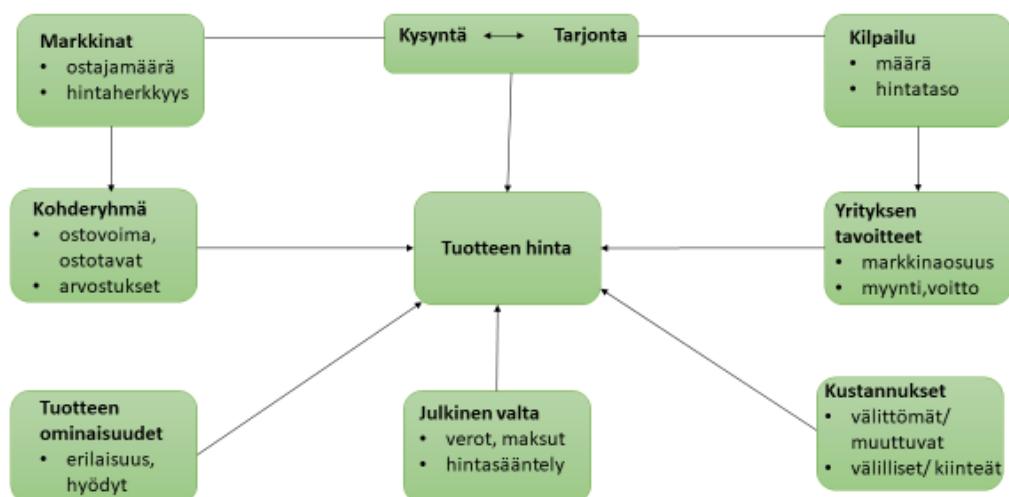 Markkinat
• ostajamäärä
• hintaherkkyys
Kysyntä Tarjonta
Kilpailu
• määrä
• hintataso
Kohderyhmä
• ostovoima,
ostotavat
• arvostukset
Tuotteen hinta
Yrityksen
tavoitteet
• markkinaosuus
• myynti,voitto
Tuotteen
ominaisuudet
• erilaisuus,
hyödyt
Julkinen valta
• verot, maksut
• hintasääntely
Kustannukset
• välittömät/
muuttuvat
• välilliset/ kiinteät